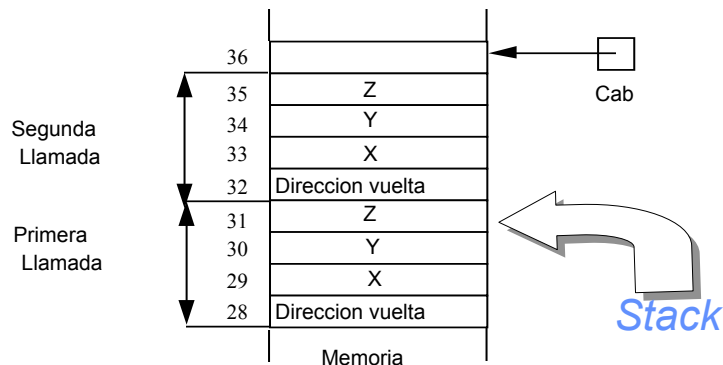 36
35 Z
34 Y
33 X
32 Direccion vuelta
31 Z
30 Y
29 X
28 Direccion vuelta
Memoria
Segunda
Llamada
Primera
Llamada
Cab
Stack